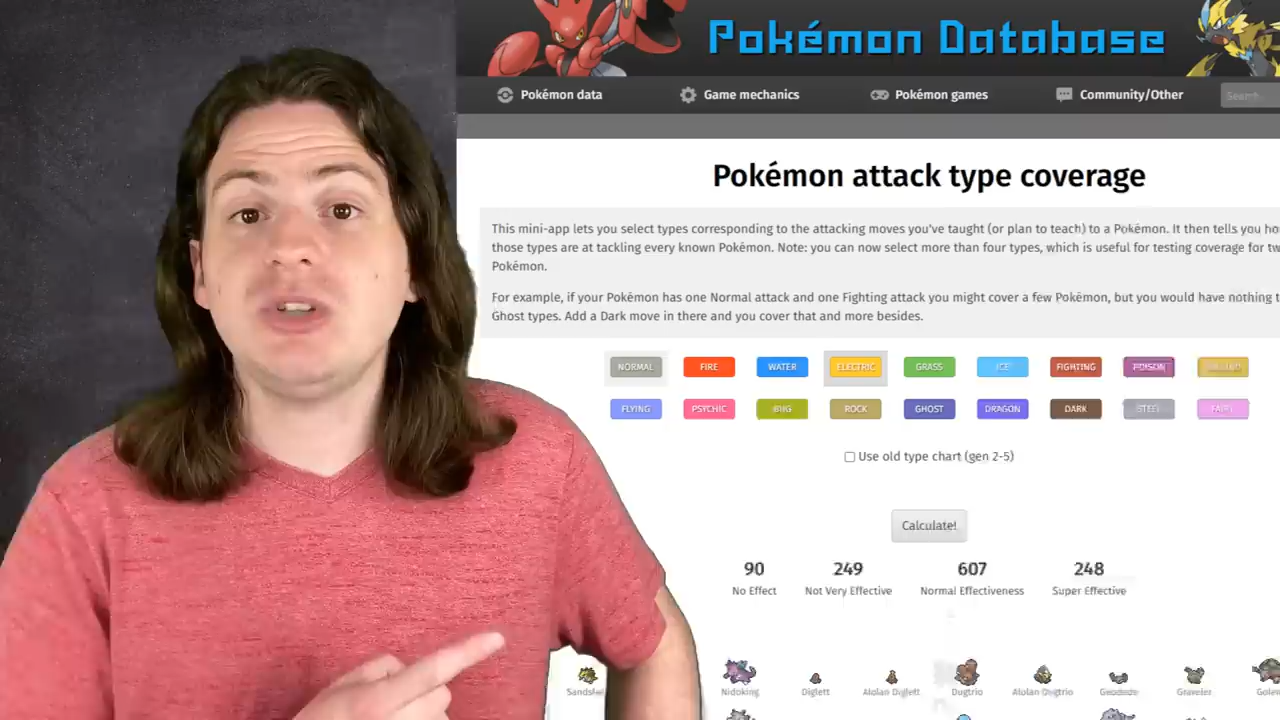 Pokémon Database
Pokémon data
Game mechanics
Pokémon games
Community/Other
Search
Pokémon attack type coverage
This mini-app lets you select types corresponding to the attacking moves you've taught (or plan to teach) to a Pokémon. It then tells you
those types are at tackling every known Pokémon. Note: you can now select more than four types, which is useful for testing coverage for
Pokémon.
For example, if your Pokémon has one Normal attack and one Fighting attack you might cover a few Pokémon, but you would have nothing
Ghost types. Add a Dark move in there and you cover that and more besides.
NORMAL FIRE WATER ELECTRIC GRASS ICE FIGHTING POISON
FLYING PSYCHIC BUG ROCK GHOST DRAGON DARK STEEL FAIRY
Use old type chart (gen 2-5)
Calculate!
90 249 607 248
No Effect Not Very Effective Normal Effectiveness Super Effective
Nidoking Diglett Alolan Diglett Dugtrio Alolan Dugtrio Geodude Graveler